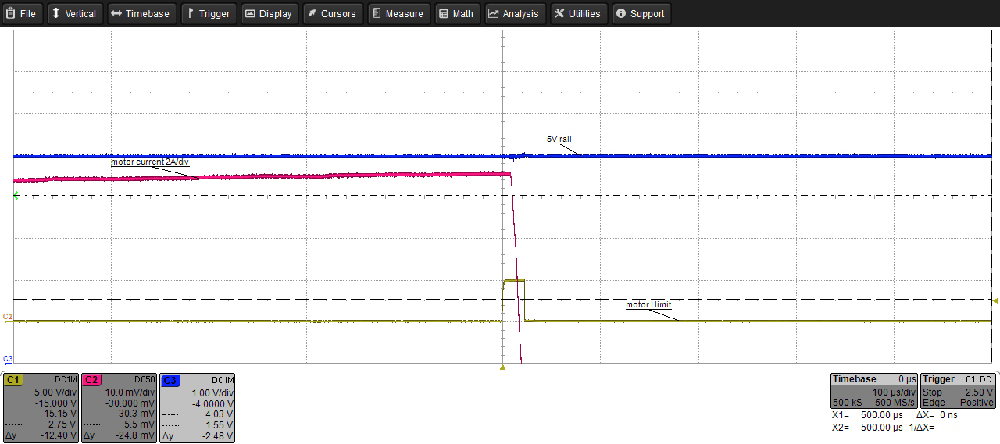 File Vertical Timebase Trigger Display Cursors Measure Math Analysis Utilities Support
5V rail
motor current 2A/div
motor I limit
C2
C3
C1 DC1M
5.00 V/div
-15.000 V
15.15 V
2.75 V
Δy -12.40 V
C2 DC50
10.0 mV/div
-30.000 mV
30.3 mV
5.5 mV
Δy -24.8 mV
C3 DC1M
1.00 V/div
-4.0000 V
4.03 V
1.55 V
Δy -2.48 V
Timebase 0 µs
100 µs/div
500 kS 500 MS/s
Trigger C1 DC
Stop 2.50 V
Edge Positive
X1= 500.00 µs ΔX= 0 ns
X2= 500.00 µs 1/ΔX= ---